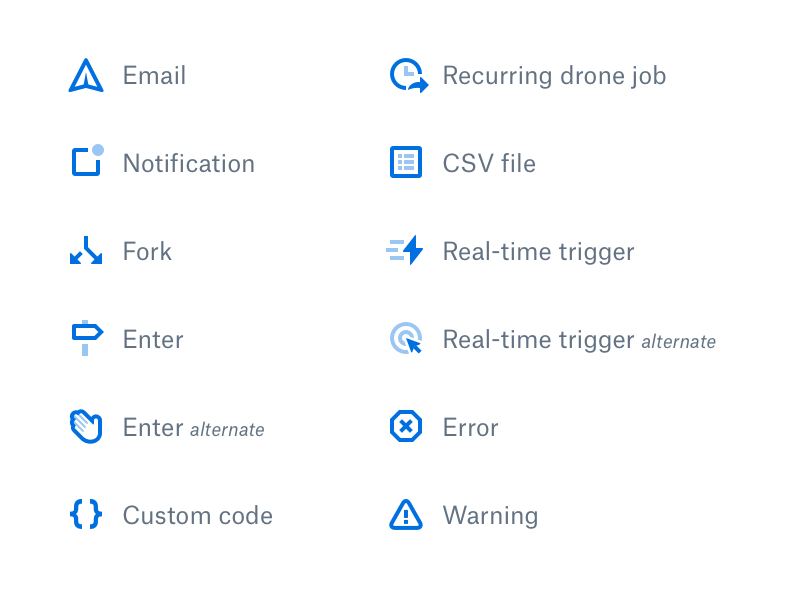 Email
Notification
Fork
Enter
Enter alternate
Custom code
Recurring drone job
CSV file
Real-time trigger
Real-time trigger alternate
Error
Warning